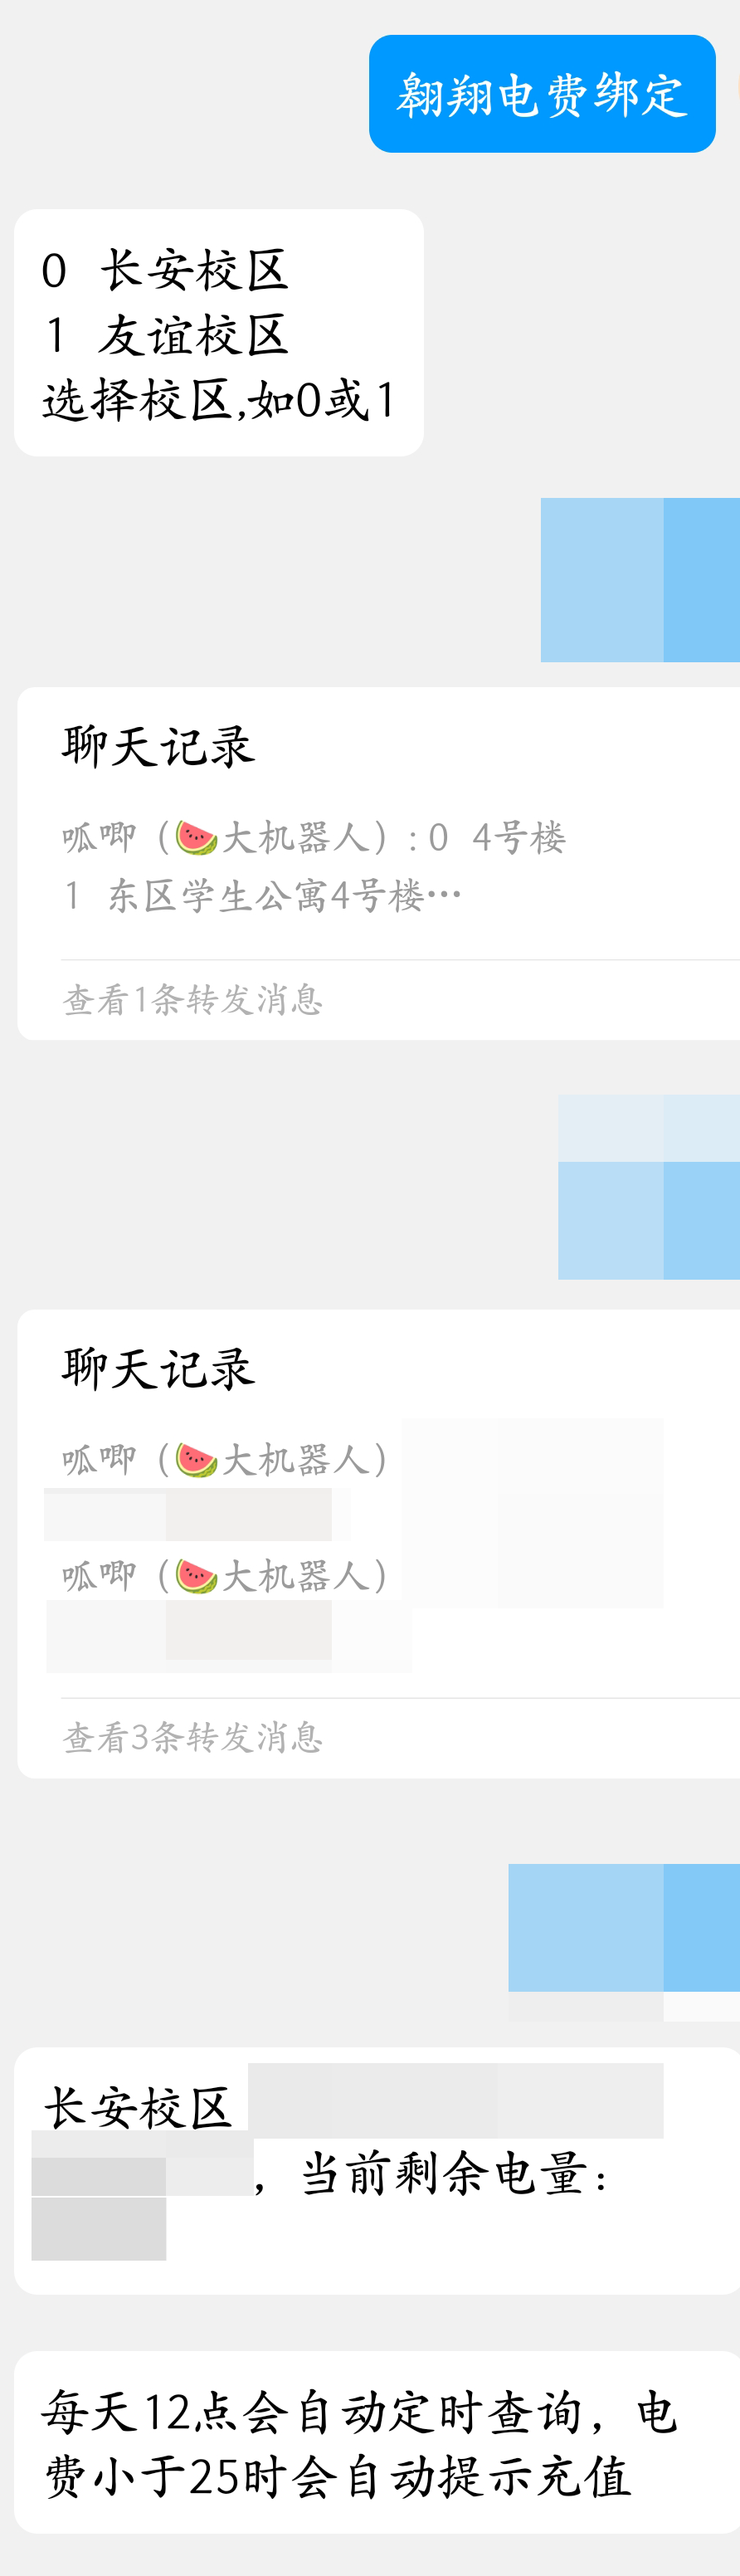 翱翔电费绑定
0 长安校区
1 友谊校区
选择校区,如0或1
聊天记录
呱唧（🍉大机器人）: 0 4号楼
1 东区学生公寓4号楼…
查看1条转发消息
聊天记录
呱唧（🍉大机器人）
呱唧（🍉大机器人）
查看3条转发消息
长安校区
，当前剩余电量：
每天12点会自动定时查询，电
费小于25时会自动提示充值